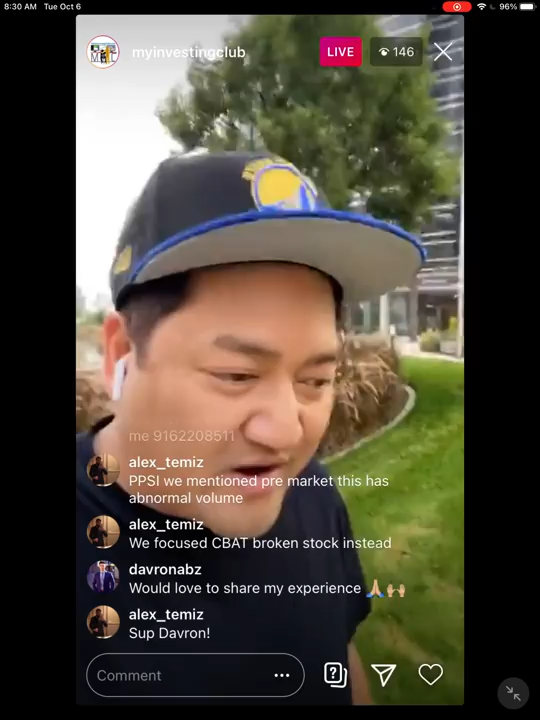 8:30 AM Tue Oct 6
96%
myinvestingclub
LIVE
146
me 9162208511
alex_temiz
PPSI we mentioned pre market this has
abnormal volume
alex_temiz
We focused CBAT broken stock instead
davronabz
Would love to share my experience 🙏🏼🙌🏼
alex_temiz
Sup Davron!
Comment